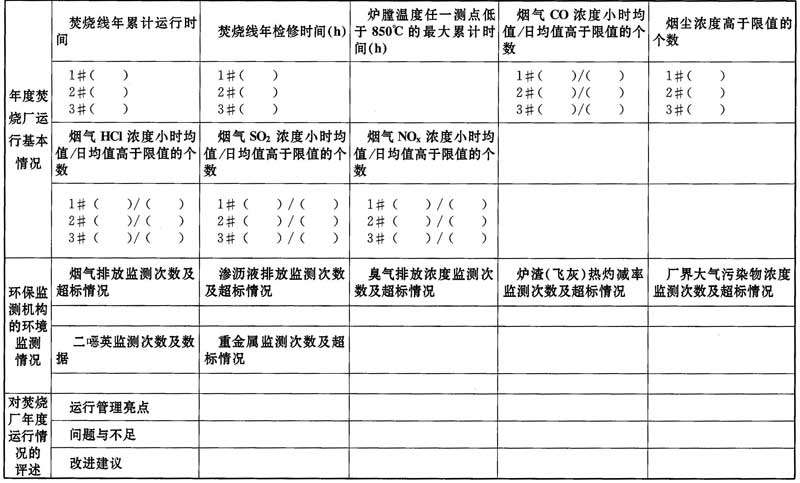 焚烧线年累计运行时间
焚烧线年检修时间(h)
炉膛温度任一测点低于850℃的最大累计时间(h)
烟气CO浓度小时均值/日均值高于限值的个数
烟尘浓度高于限值的个数
年度焚烧厂运行基本情况
1#(　)
2#(　)
3#(　)
1#(　)
2#(　)
3#(　)
1#(　)/(　)
2#(　)/(　)
3#(　)/(　)
1#(　)
2#(　)
3#(　)
烟气HCl浓度小时均值/日均值高于限值的个数
烟气SO₂浓度小时均值/日均值高于限值的个数
烟气NOₓ浓度小时均值/日均值高于限值的个数
1#(　)/(　)
2#(　)/(　)
3#(　)/(　)
1#(　)/(　)
2#(　)/(　)
3#(　)/(　)
1#(　)/(　)
2#(　)/(　)
3#(　)/(　)
环保监测机构的环境监测情况
烟气排放监测次数及超标情况
渗沥液排放监测次数及超标情况
臭气排放浓度监测次数及超标情况
炉渣(飞灰)热灼减率监测次数及超标情况
厂界大气污染物浓度监测次数及超标情况
二噁英监测次数及数据
重金属监测次数及超标情况
对焚烧厂年度运行情况的评述
运行管理亮点
问题与不足
改进建议